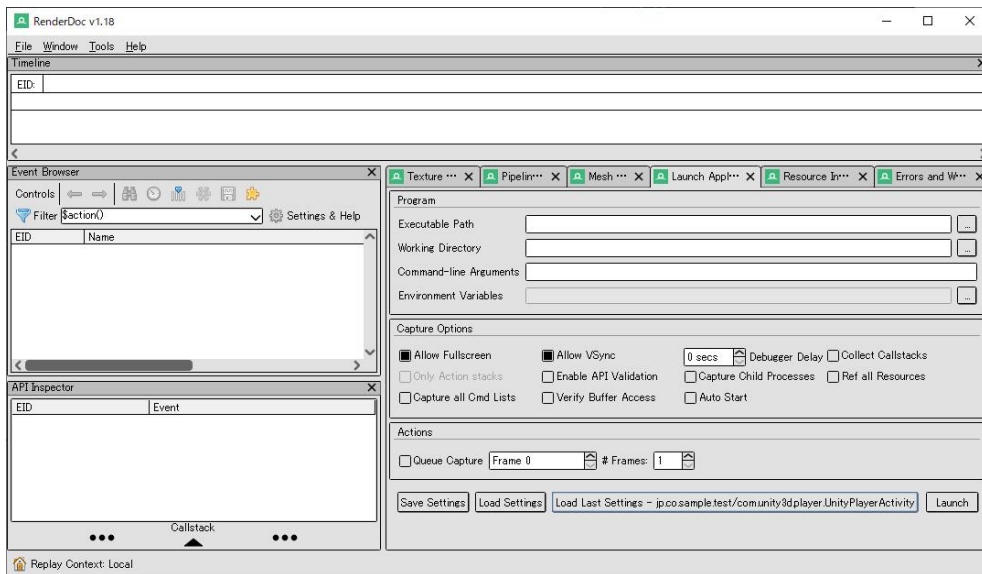 RenderDoc v1.18
File Window Tools Help
Timeline
EID:
Event Browser
Controls
Filter $action() Settings & Help
EID Name
API Inspector
EID Event
Callstack
Texture ··· Pipelin··· Mesh ··· Launch Appl··· Resource In··· Errors and W···
Program
Executable Path ...
Working Directory ...
Command-line Arguments
Environment Variables ...
Capture Options
Allow Fullscreen Allow VSync 0 secs Debugger Delay Collect Callstacks
Only Action stacks Enable API Validation Capture Child Processes Ref all Resources
Capture all Cmd Lists Verify Buffer Access Auto Start
Actions
Queue Capture Frame 0 # Frames: 1
Save Settings Load Settings Load Last Settings - jp.co.sample.test/com.unity3d.player.UnityPlayerActivity Launch
Replay Context: Local